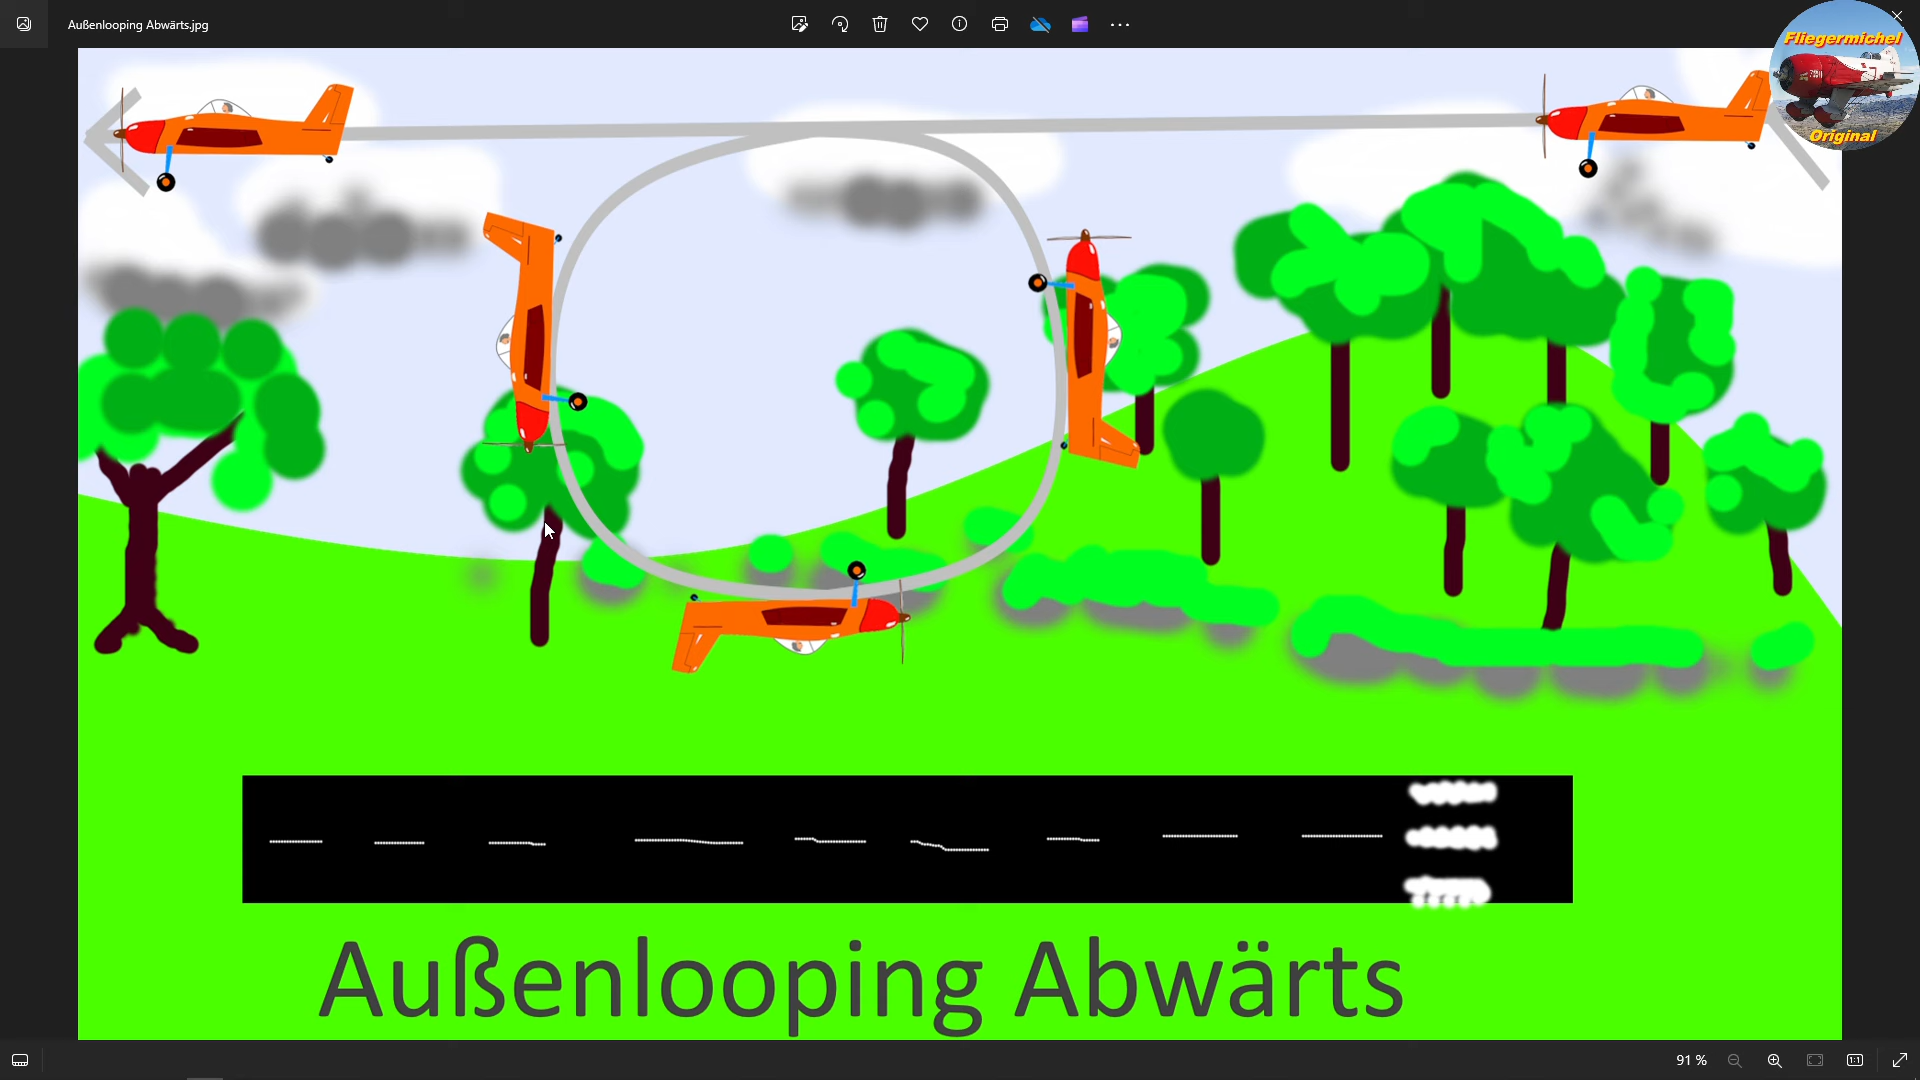 Außenlooping Abwärts.jpg
Fliegermichel
Original
Außenlooping Abwärts
91 %